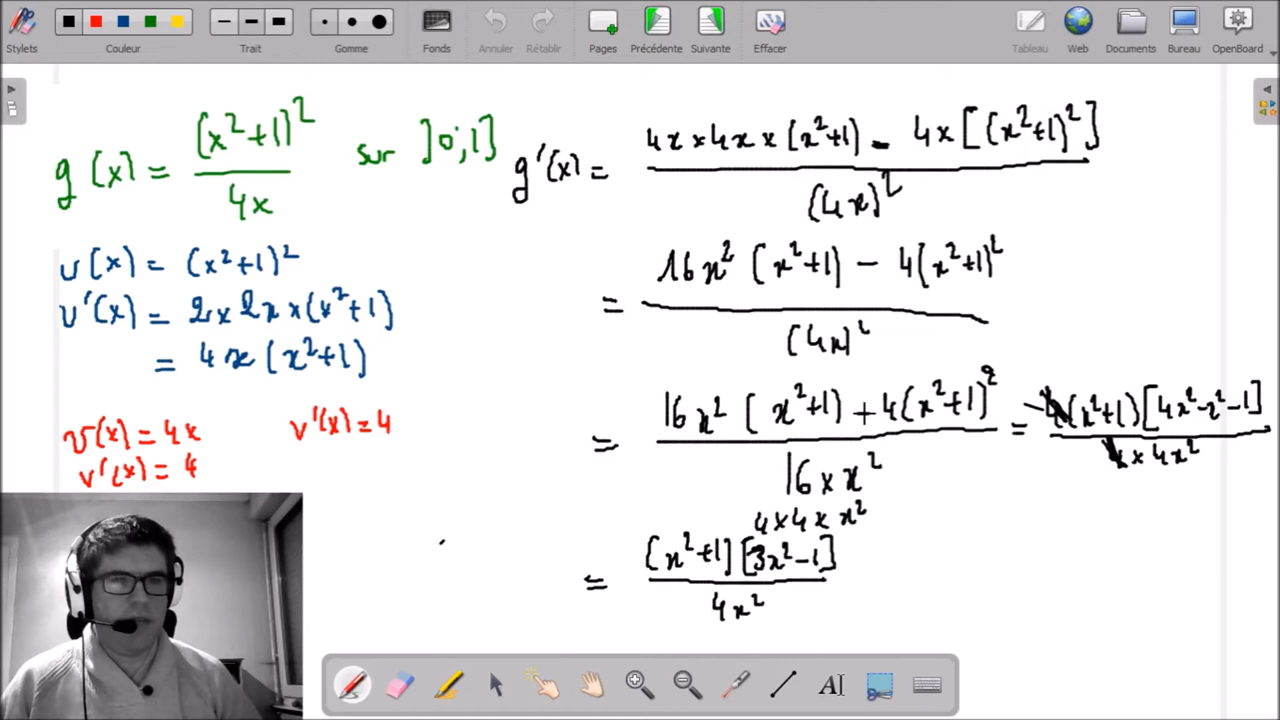 Stylets
Couleur
Trait
Gomme
Fonds
Annuler
Rétablir
Pages
Précédente
Suivante
Effacer
Tableau
Web
Documents
Bureau
OpenBoard
g(x) = (x²+1)² / 4x sur ]0;1]
u(x) = (x²+1)²
u'(x) = 2 × 2x × (x²+1)
= 4x(x²+1)
v(x) = 4x v'(x) = 4
v'(x) = 4
g'(x) = 4x × 4x × (x²+1) - 4x[(x²+1)²] / (4x)²
= 16x²(x²+1) - 4(x²+1)² / (4x)²
= 16x²(x²+1) + 4(x²+1)² / 16 × x² = -4(x²+1)[4x²-x²-1] / 4 × 4x²
4 × 4 × x²
= (x²+1)[3x²-1] / 4x²